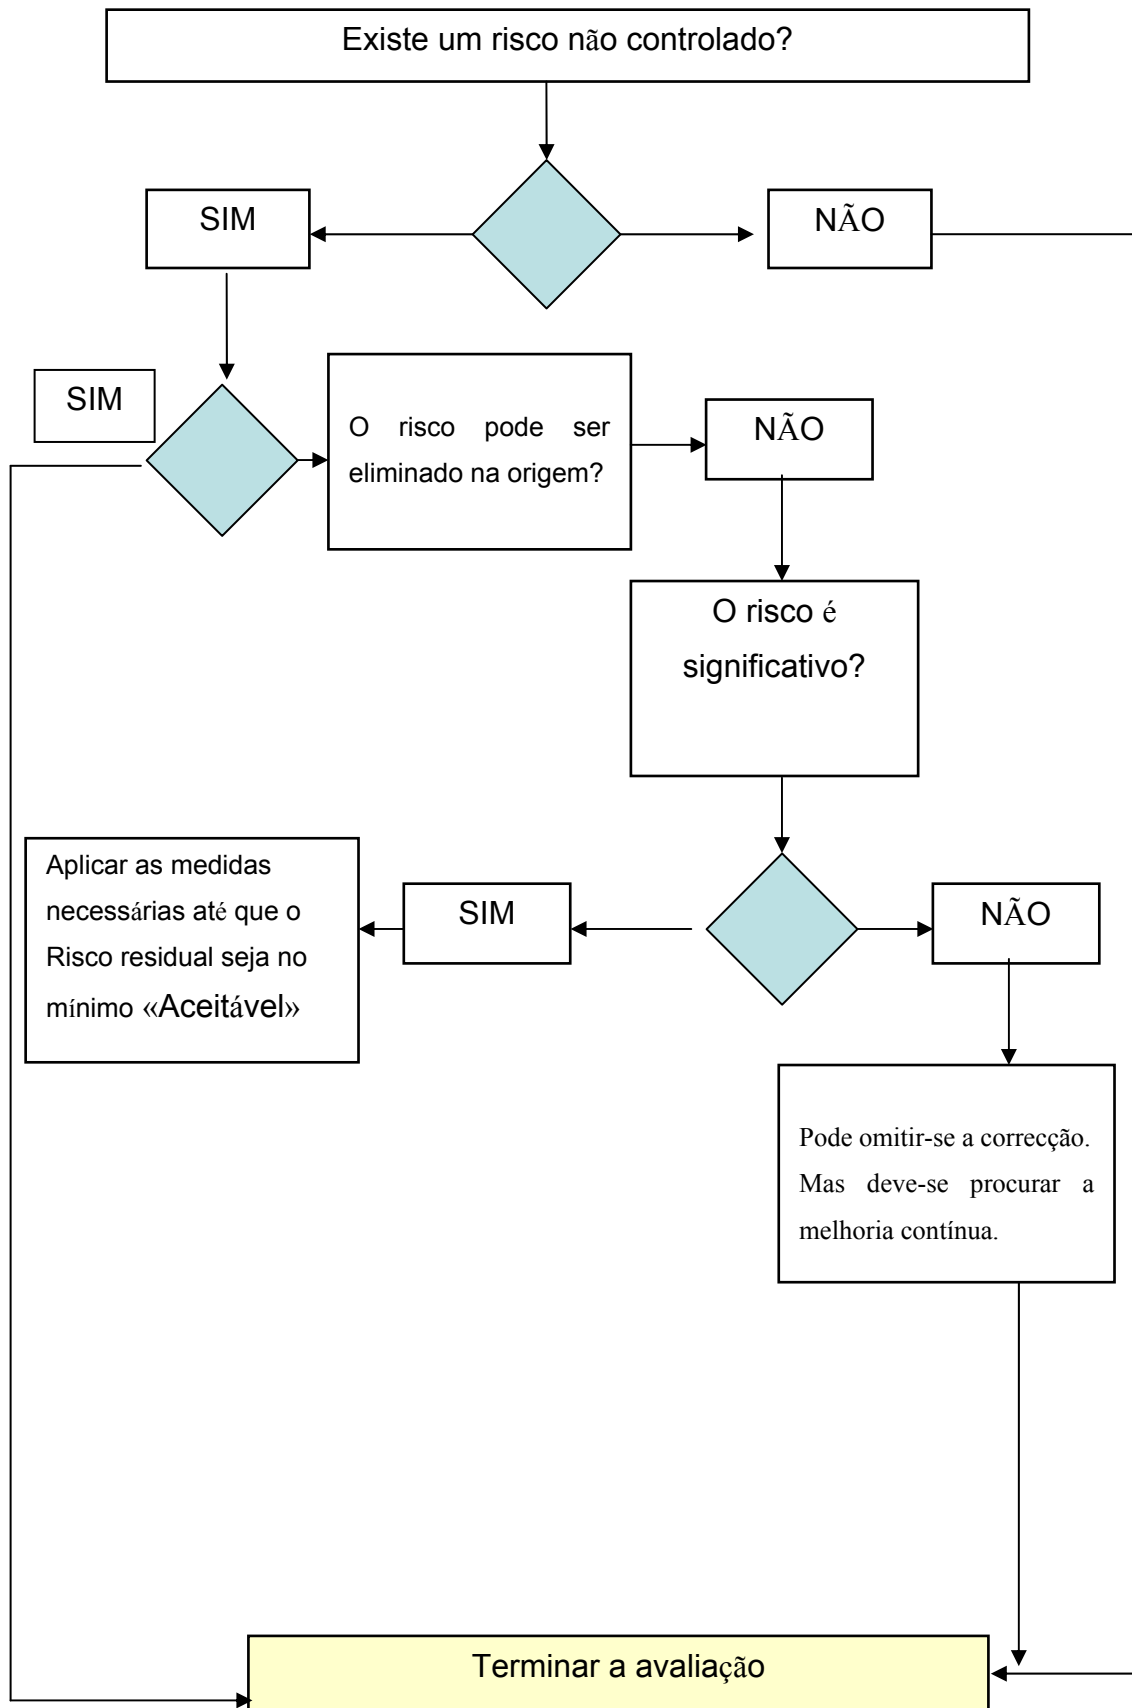 Existe um risco não controlado?
SIM
NÃO
SIM
O risco pode ser
eliminado na origem?
NÃO
O risco é
significativo?
Aplicar as medidas
necessárias até que o
Risco residual seja no
mínimo «Aceitável»
SIM
NÃO
Pode omitir-se a correcção.
Mas deve-se procurar a
melhoria contínua.
Terminar a avaliação